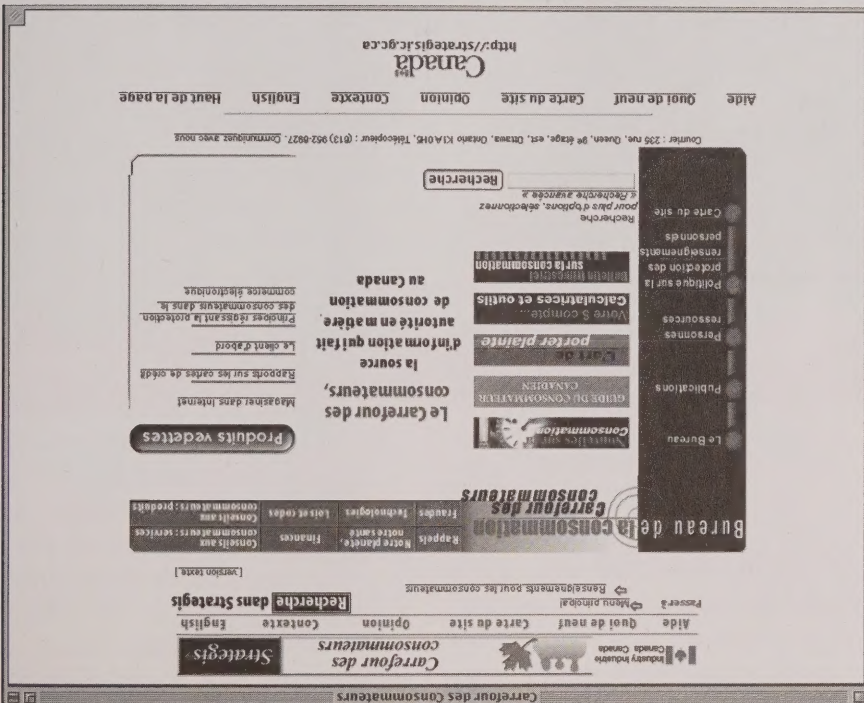 Carrefour des Consommateurs
Industry Canada
Industrie Canada
Carrefour des
consommateurs
Strategis
Aide Quoi de neuf Carte du site Opinion Contexte English
Passer à Menu principal
Renseignements pour les consommateurs
Recherche dans Strategis
[ version texte ]
Bureau de la consommation
Carrefour des
consommateurs
Rappels
Notre planète,
notre santé
Finances
Conseils aux
consommateurs: services
Fraudes
Technologies
Lois et codes
Conseils aux
consommateurs: produits
Le Bureau
Publications
Personnes
ressources
Politique sur la
protection des
renseignements
personnels
Carte du site
Nouvelles sur la
Consommation
GUIDE DU CONSOMMATEUR
CANADIEN
L'art de
porter plainte
Votre $ compte...
Calculatrices et outils
Bulletin trimestriel
sur la consommation
Recherche
pour plus d'options, sélectionnez
« Recherche avancée »
Recherche
Le Carrefour des
consommateurs,
la source
d'information qui fait
autorité en matière
de consommation
au Canada
Produits vedettes
Magasiner dans Internet
Rapports sur les cartes de crédit
Le client d'abord
Principes régissant la protection
des consommateurs dans le
commerce électronique
Courrier : 235 rue, Queen, 9e étage, est, Ottawa, Ontario K1A 0H5, Télécopieur : (613) 952-6927. Communiquez avec nous
Aide Quoi de neuf Carte du site Opinion Contexte English Haut de la page
Canada
http://strategis.ic.gc.ca